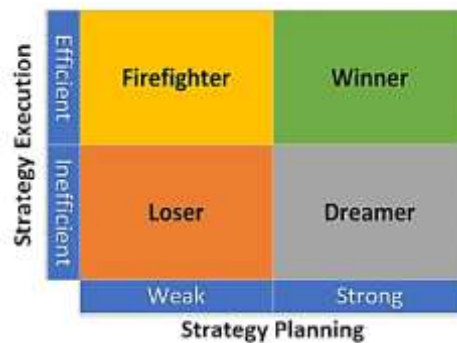 Strategy Execution
Efficient
Inefficient
Firefighter
Winner
Loser
Dreamer
Weak
Strong
Strategy Planning